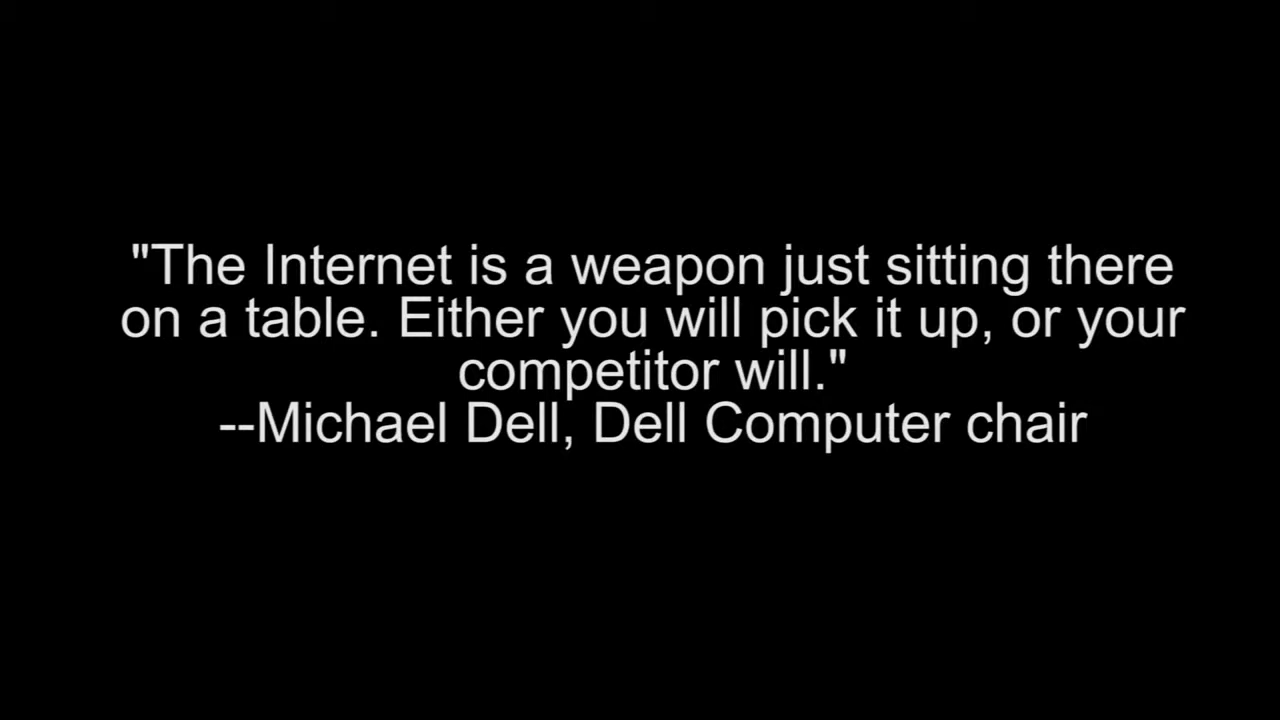 "The Internet is a weapon just sitting there
on a table. Either you will pick it up, or your
competitor will."
--Michael Dell, Dell Computer chair